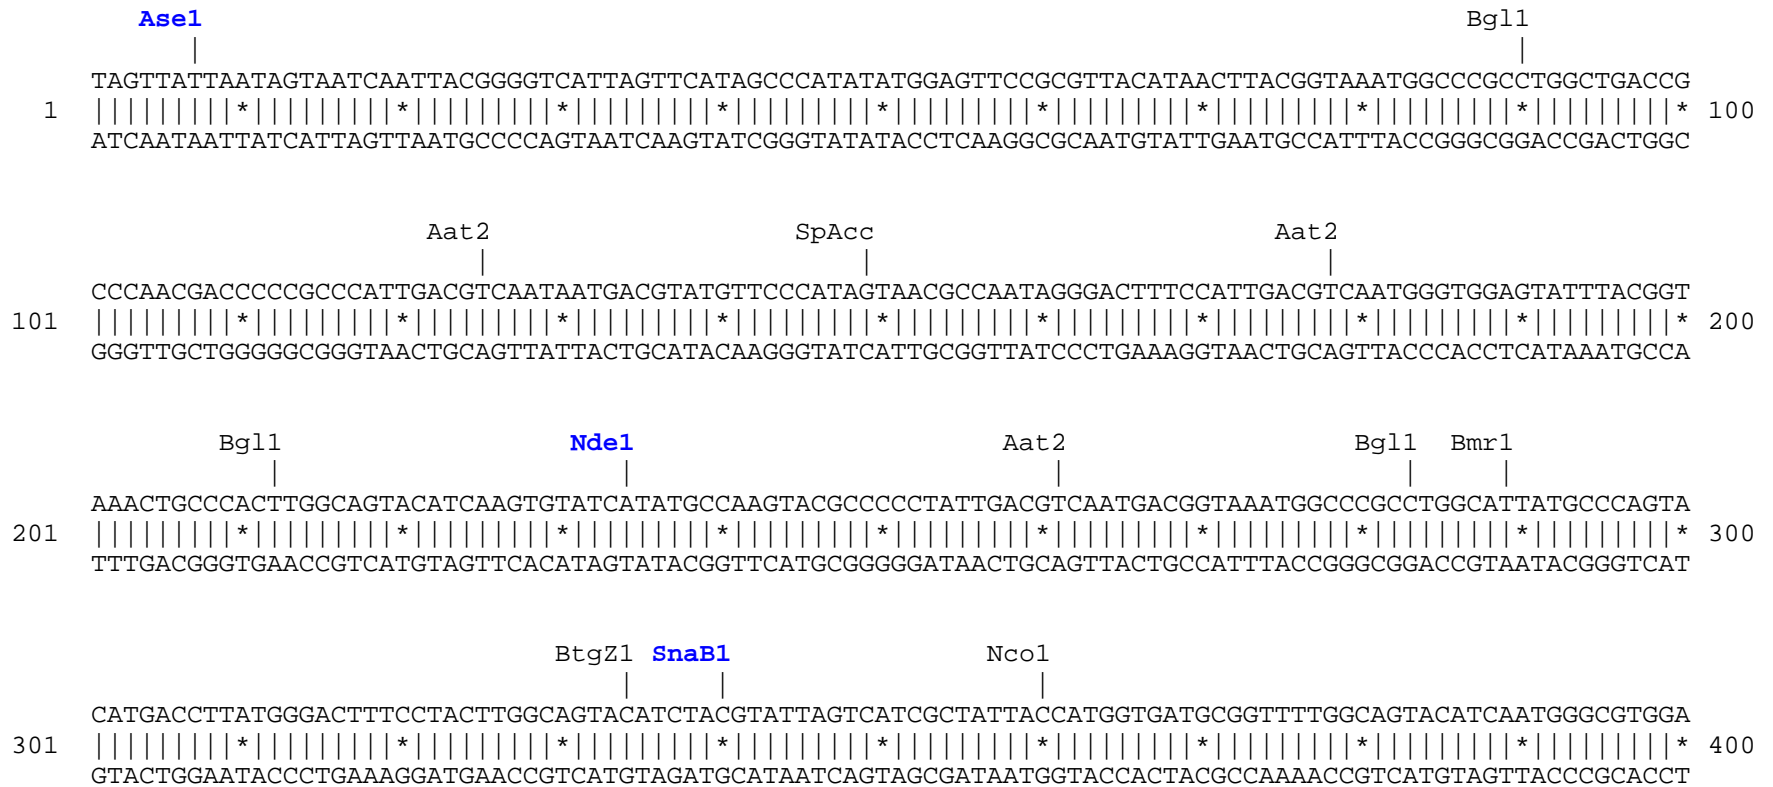 Ase1 Bgl1
| |
TAGTTATTAATAGTAATCAATTACGGGGTCATTAGTTCATAGCCCATATATGGAGTTCCGCGTTACATAACTTACGGTAAATGGCCCGCCTGGCTGACCG
1 |||||||||*|||||||||*|||||||||*|||||||||*|||||||||*|||||||||*|||||||||*|||||||||*|||||||||*|||||||||* 100
ATCAATAATTATCATTAGTTAATGCCCCAGTAATCAAGTATCGGGTATATACCTCAAGGCGCAATGTATTGAATGCCATTTACCGGGCGGACCGACTGGC
Aat2 SpAcc Aat2
| | |
CCCAACGACCCCCGCCCATTGACGTCAATAATGACGTATGTTCCCATAGTAACGCCAATAGGGACTTTCCATTGACGTCAATGGGTGGAGTATTTACGGT
101 |||||||||*|||||||||*|||||||||*|||||||||*|||||||||*|||||||||*|||||||||*|||||||||*|||||||||*|||||||||* 200
GGGTTGCTGGGGGCGGGTAACTGCAGTTATTACTGCATACAAGGGTATCATTGCGGTTATCCCTGAAAGGTAACTGCAGTTACCCACCTCATAAATGCCA
Bgl1 Nde1 Aat2 Bgl1 Bmr1
| | | | |
AAACTGCCCACTTGGCAGTACATCAAGTGTATCATATGCCAAGTACGCCCCCTATTGACGTCAATGACGGTAAATGGCCCGCCTGGCATTATGCCCAGTA
201 |||||||||*|||||||||*|||||||||*|||||||||*|||||||||*|||||||||*|||||||||*|||||||||*|||||||||*|||||||||* 300
TTTGACGGGTGAACCGTCATGTAGTTCACATAGTATACGGTTCATGCGGGGGATAACTGCAGTTACTGCCATTTACCGGGCGGACCGTAATACGGGTCAT
BtgZ1 SnaB1 Nco1
| | |
CATGACCTTATGGGACTTTCCTACTTGGCAGTACATCTACGTATTAGTCATCGCTATTACCATGGTGATGCGGTTTTGGCAGTACATCAATGGGCGTGGA
301 |||||||||*|||||||||*|||||||||*|||||||||*|||||||||*|||||||||*|||||||||*|||||||||*|||||||||*|||||||||* 400
GTACTGGAATACCCTGAAAGGATGAACCGTCATGTAGATGCATAATCAGTAGCGATAATGGTACCACTACGCCAAAACCGTCATGTAGTTACCCGCACCT